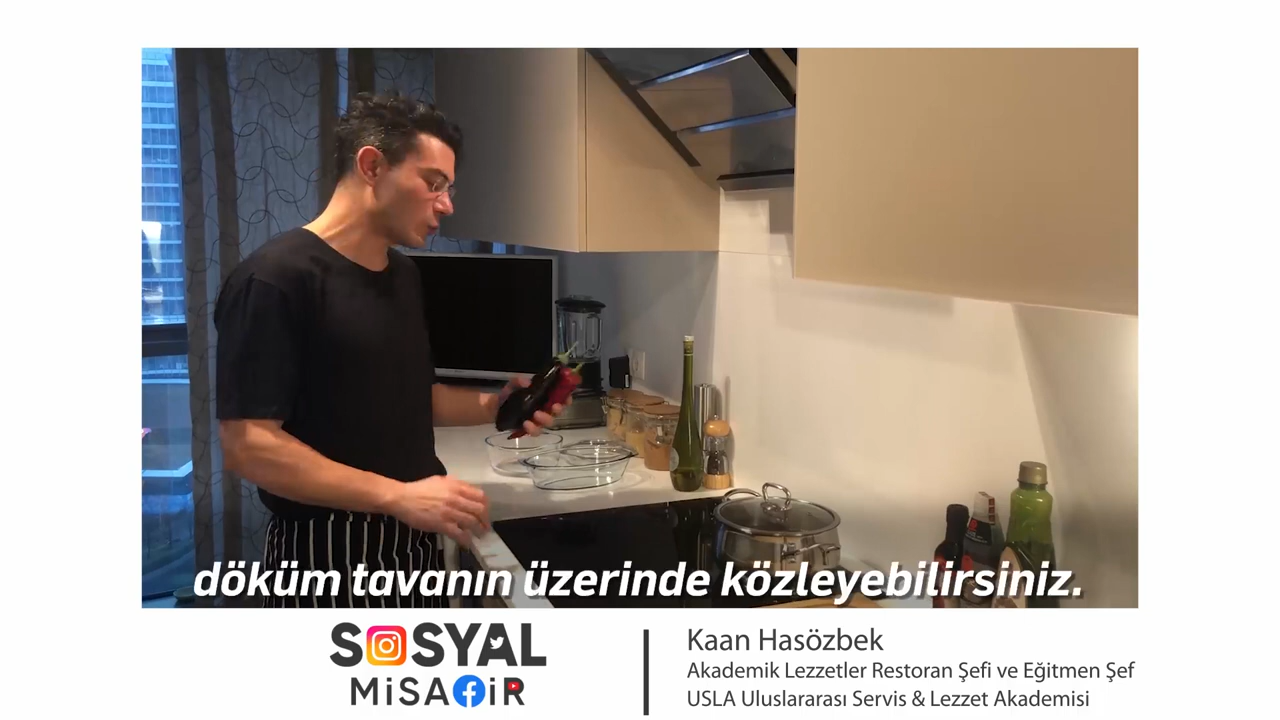 döküm tavanın üzerinde közleyebilirsiniz.
SOSYAL
MiSAFiR
Kaan Hasözbek
Akademik Lezzetler Restoran Şefi ve Eğitmen Şef
USLA Uluslararası Servis & Lezzet Akademisi